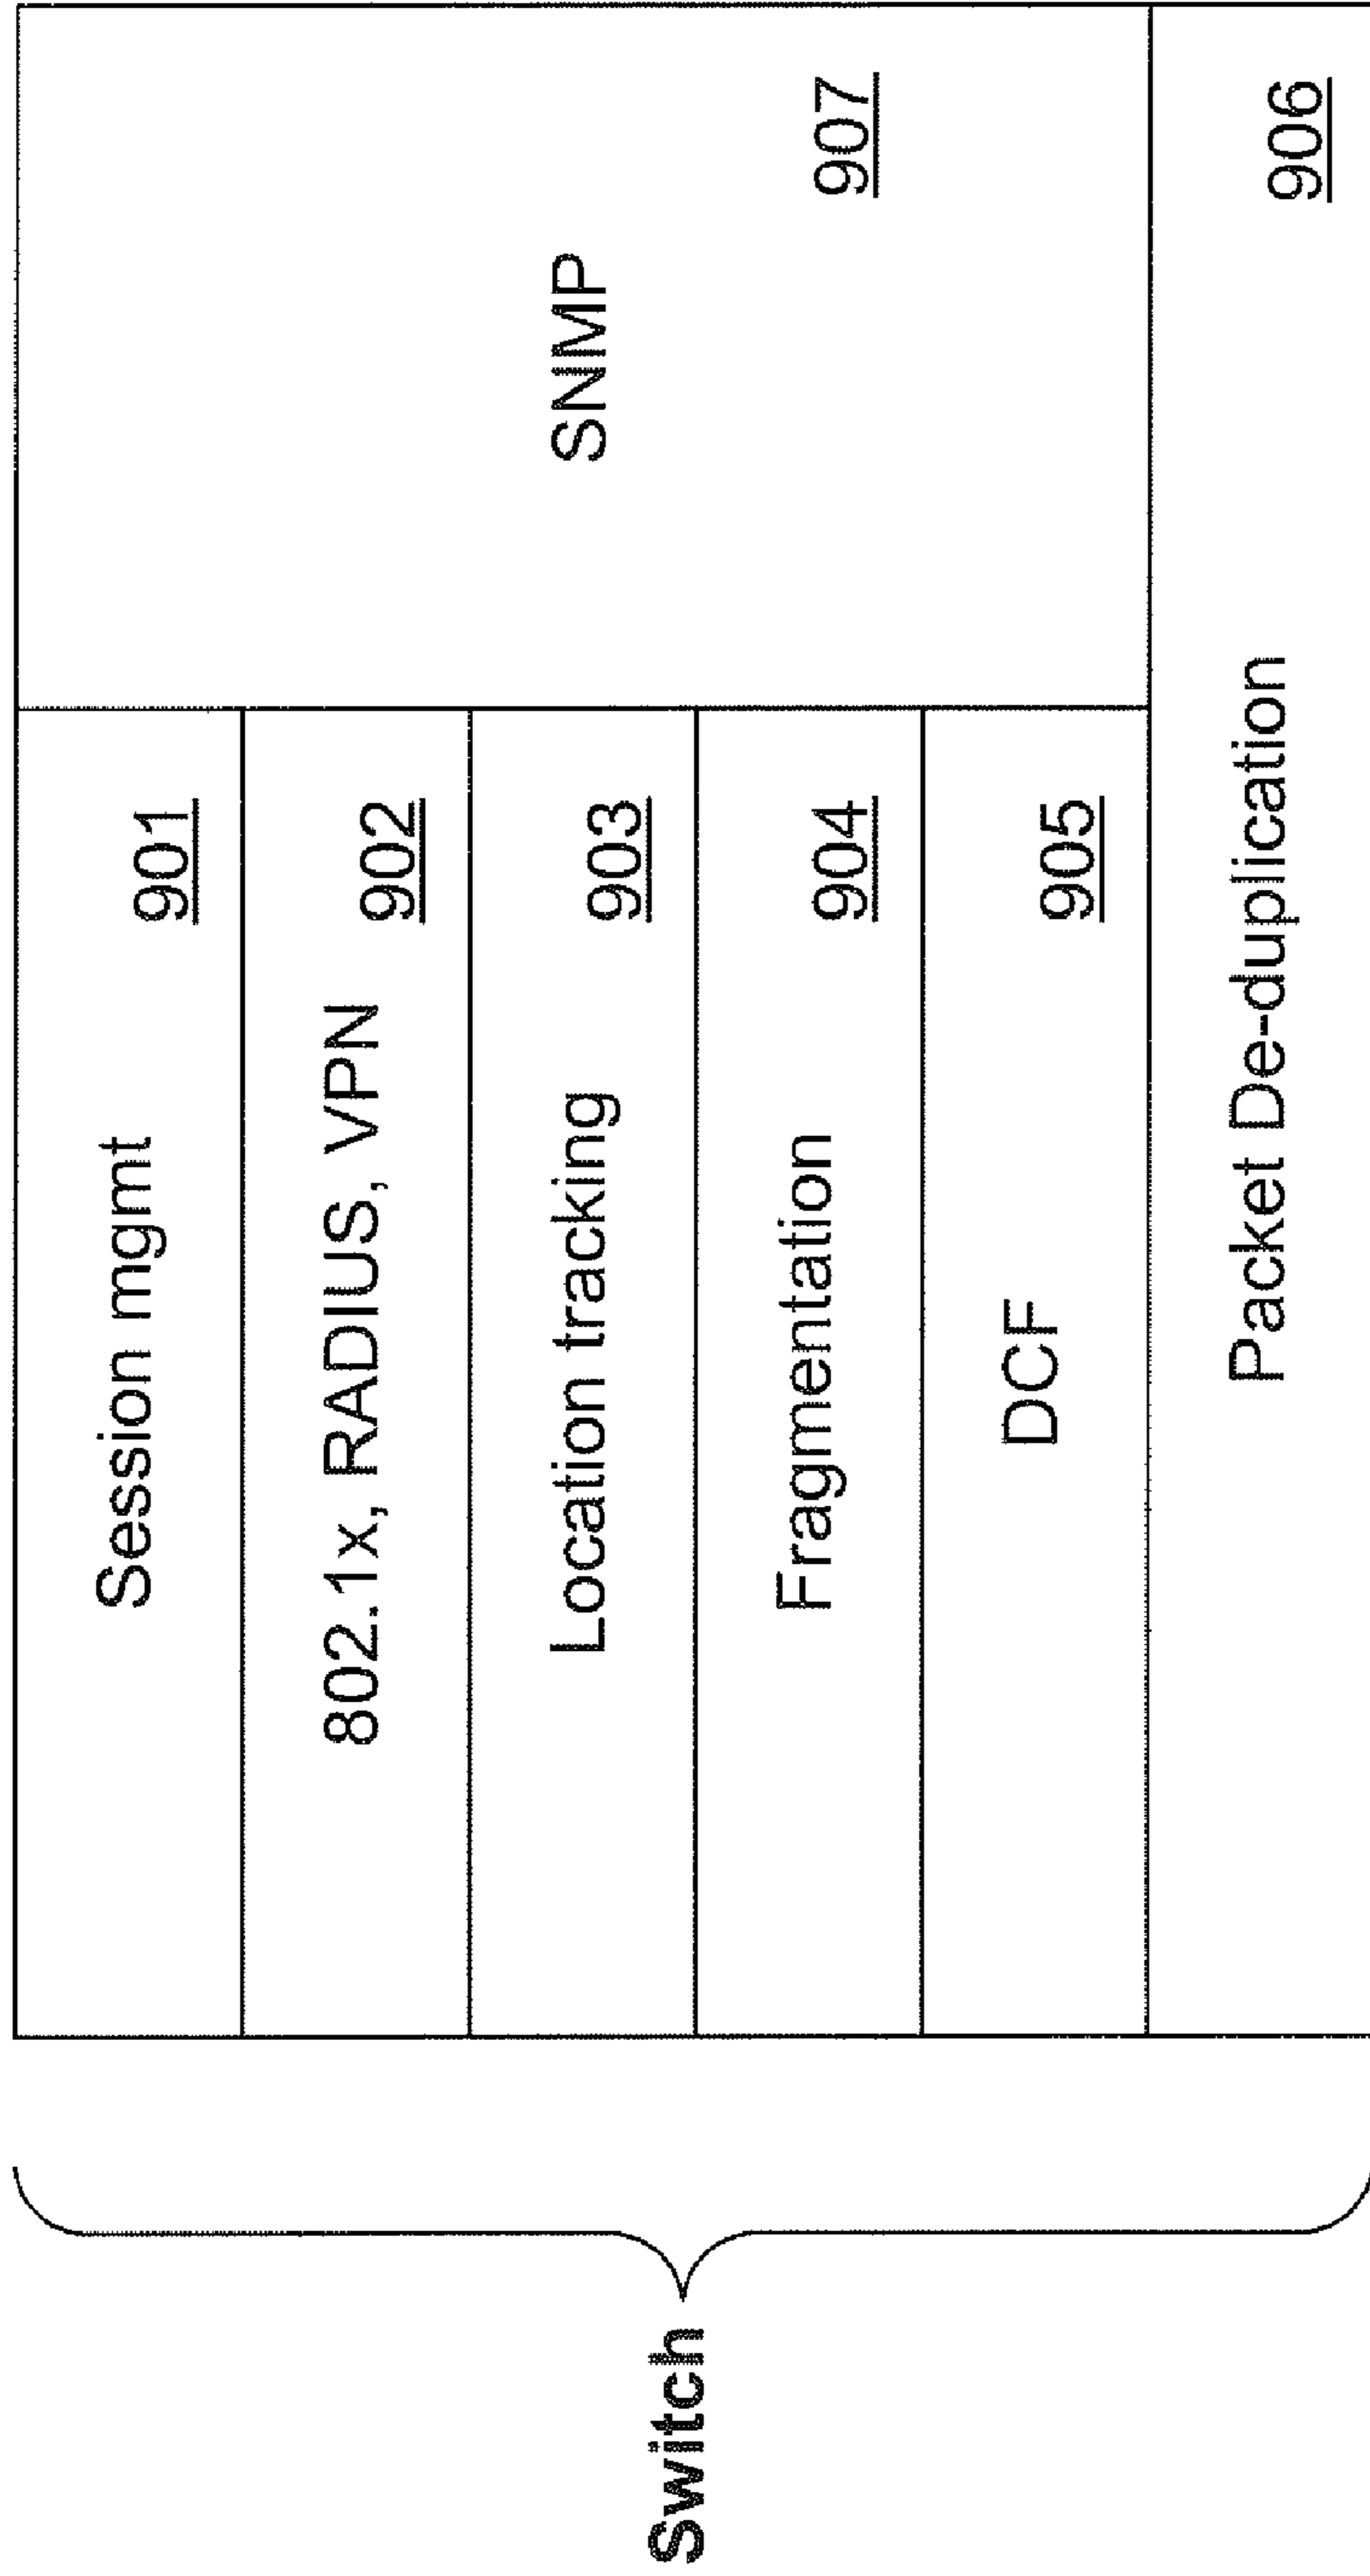 Switch
Session mgmt
901
802.1x, RADIUS, VPN
902
Location tracking
903
Fragmentation
904
DCF
905
SNMP
907
Packet De-duplication
906